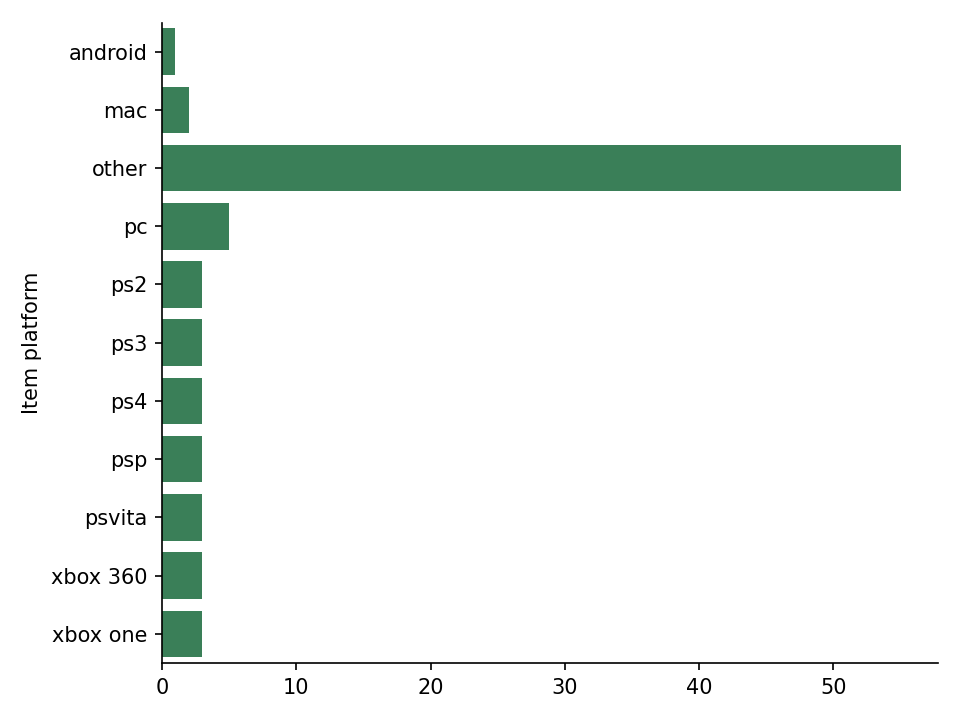 Item platform
android
mac
other
pc
ps2
ps3
ps4
psp
psvita
xbox 360
xbox one
0 10 20 30 40 50